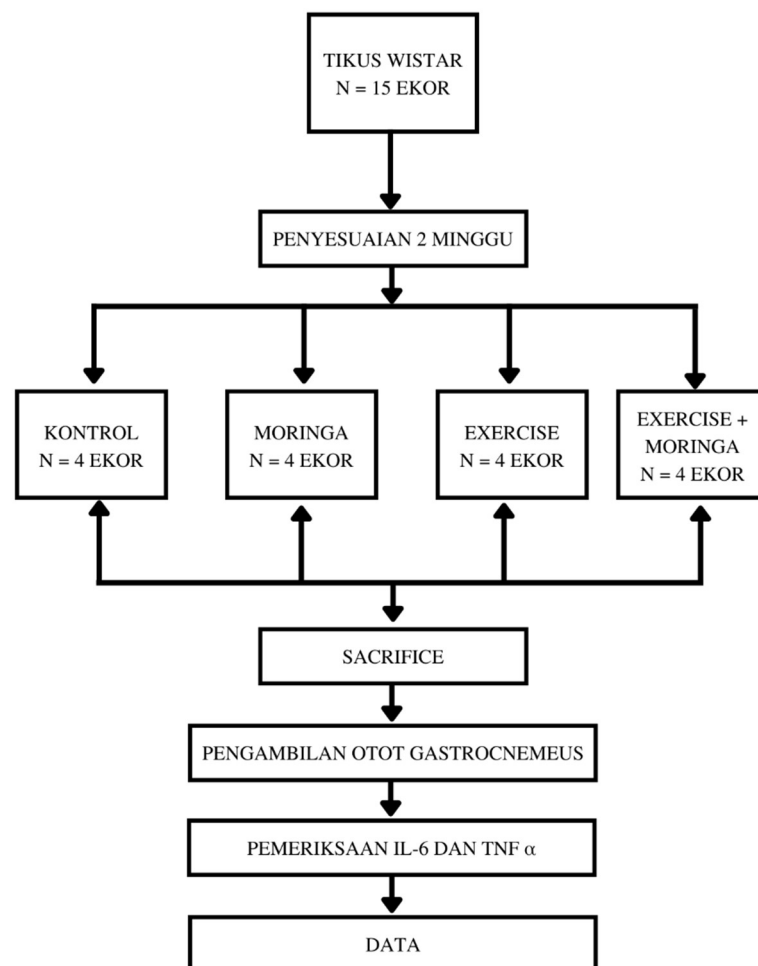 TIKUS WISTAR
N = 15 EKOR
PENYESUAIAN 2 MINGGU
KONTROL
N = 4 EKOR
MORINGA
N = 4 EKOR
EXERCISE
N = 4 EKOR
EXERCISE +
MORINGA
N = 4 EKOR
SACRIFICE
PENGAMBILAN OTOT GASTROCNEMEUS
PEMERIKSAAN IL-6 DAN TNF α
DATA